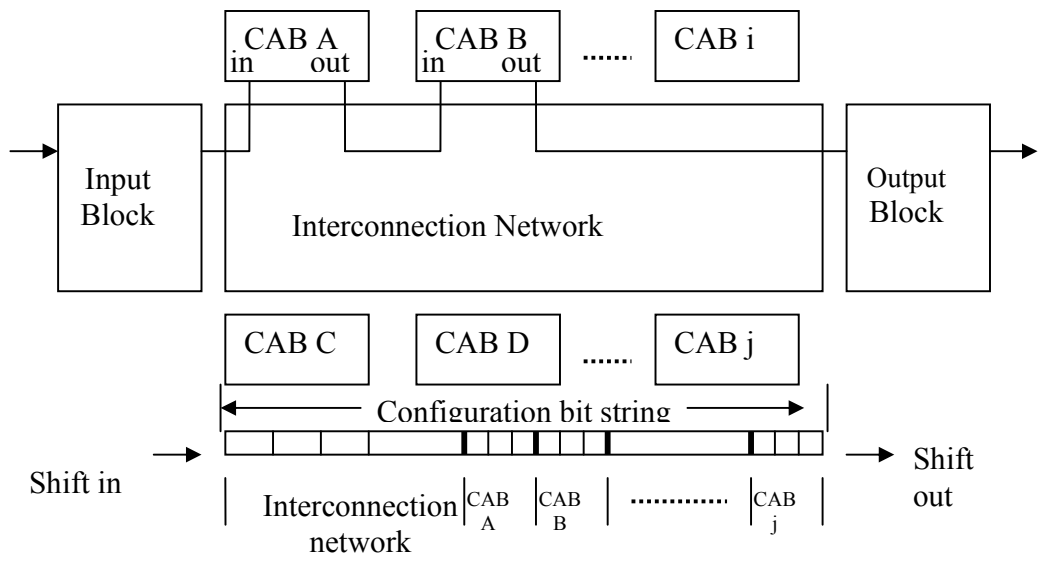 CAB A
in out
CAB B
in out
CAB i
Input
Block
Interconnection Network
Output
Block
CAB C
CAB D
CAB j
Configuration bit string
Shift in
Shift
out
Interconnection
network
CAB
A
CAB
B
CAB
j